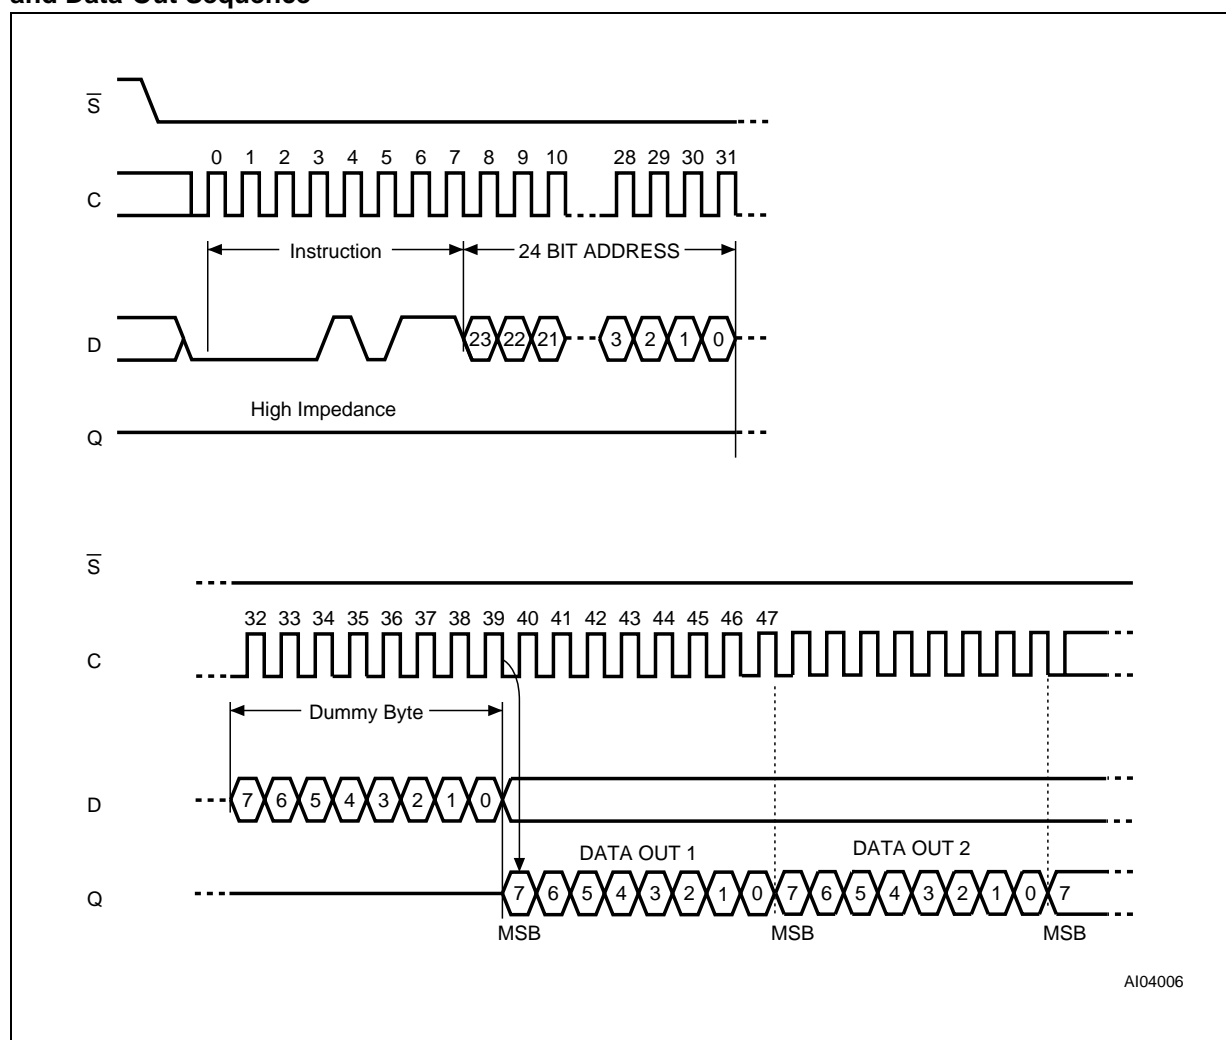 and Data-Out Sequence
S
0 1 2 3 4 5 6 7 8 9 10 28 29 30 31
C
Instruction 24 BIT ADDRESS
D
23 22 21 3 2 1 0
High Impedance
Q
S
32 33 34 35 36 37 38 39 40 41 42 43 44 45 46 47
C
Dummy Byte
D
7 6 5 4 3 2 1 0
DATA OUT 1 DATA OUT 2
Q
7 6 5 4 3 2 1 0 7 6 5 4 3 2 1 0 7
MSB MSB MSB
AI04006